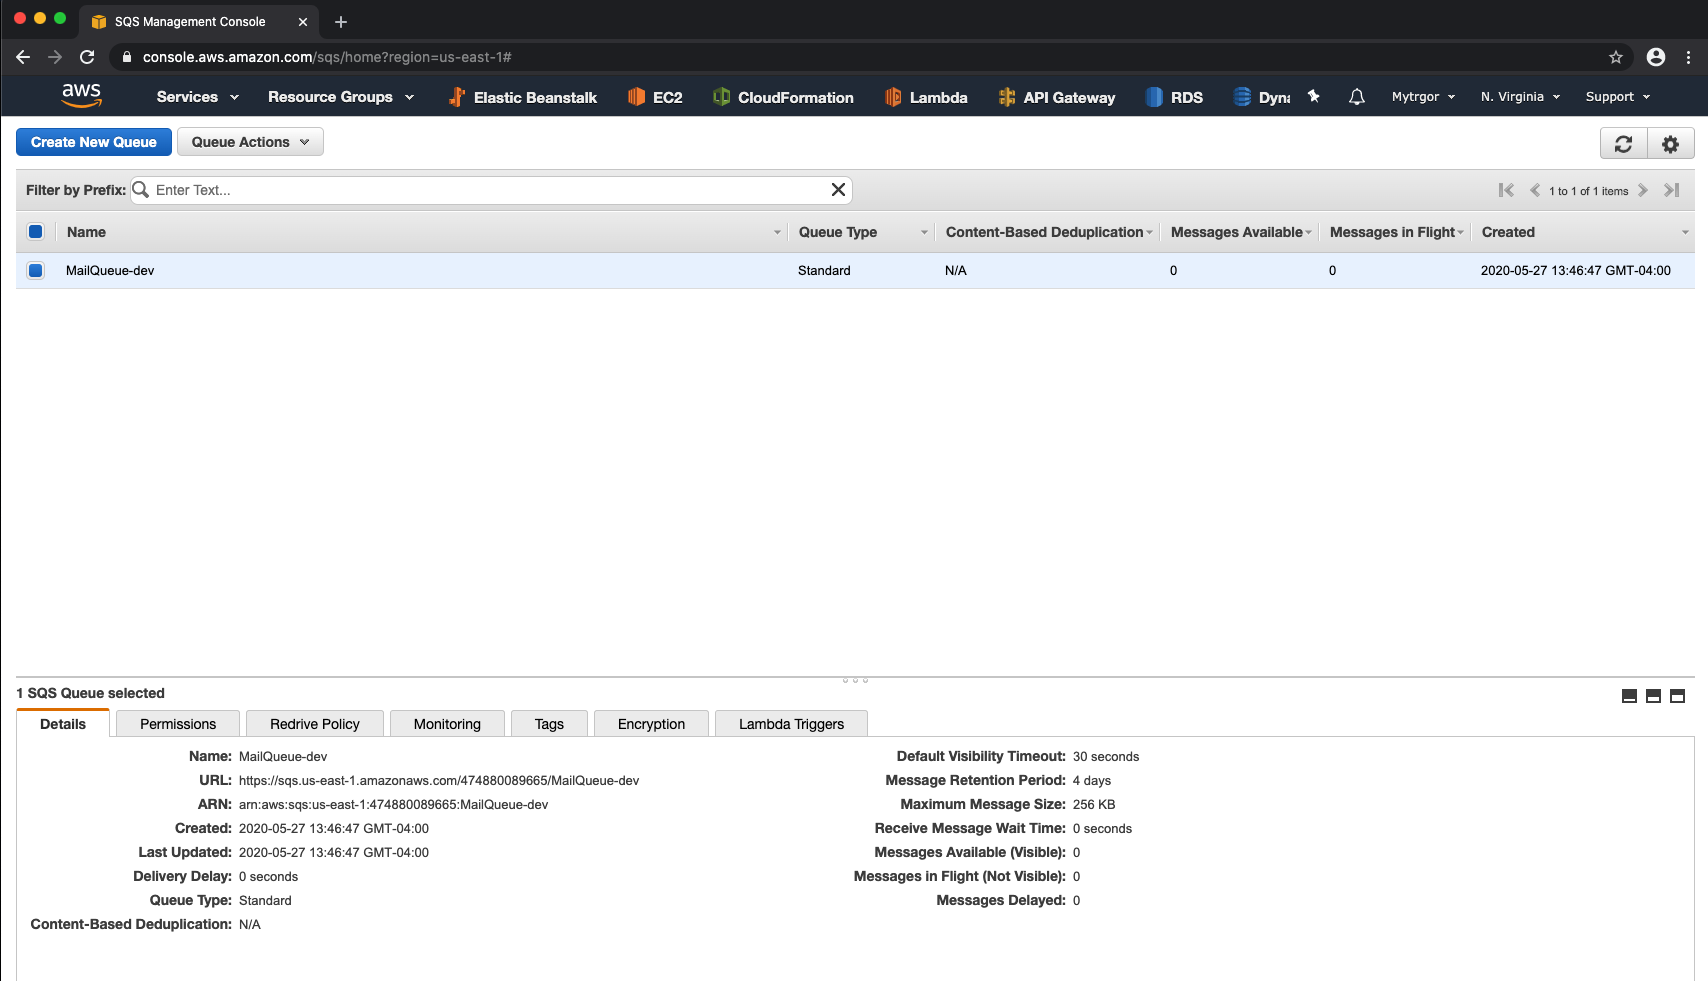 SQS Management Console
console.aws.amazon.com/sqs/home?region=us-east-1#
aws Services Resource Groups Elastic Beanstalk EC2 CloudFormation Lambda API Gateway RDS Dyna Mytrgor N. Virginia Support
Create New Queue Queue Actions
Filter by Prefix: Enter Text... 1 to 1 of 1 items
Name Queue Type Content-Based Deduplication Messages Available Messages in Flight Created
MailQueue-dev Standard N/A 0 0 2020-05-27 13:46:47 GMT-04:00
1 SQS Queue selected
Details Permissions Redrive Policy Monitoring Tags Encryption Lambda Triggers
Name: MailQueue-dev
URL: https://sqs.us-east-1.amazonaws.com/474880089665/MailQueue-dev
ARN: arn:aws:sqs:us-east-1:474880089665:MailQueue-dev
Created: 2020-05-27 13:46:47 GMT-04:00
Last Updated: 2020-05-27 13:46:47 GMT-04:00
Delivery Delay: 0 seconds
Queue Type: Standard
Content-Based Deduplication: N/A
Default Visibility Timeout: 30 seconds
Message Retention Period: 4 days
Maximum Message Size: 256 KB
Receive Message Wait Time: 0 seconds
Messages Available (Visible): 0
Messages in Flight (Not Visible): 0
Messages Delayed: 0